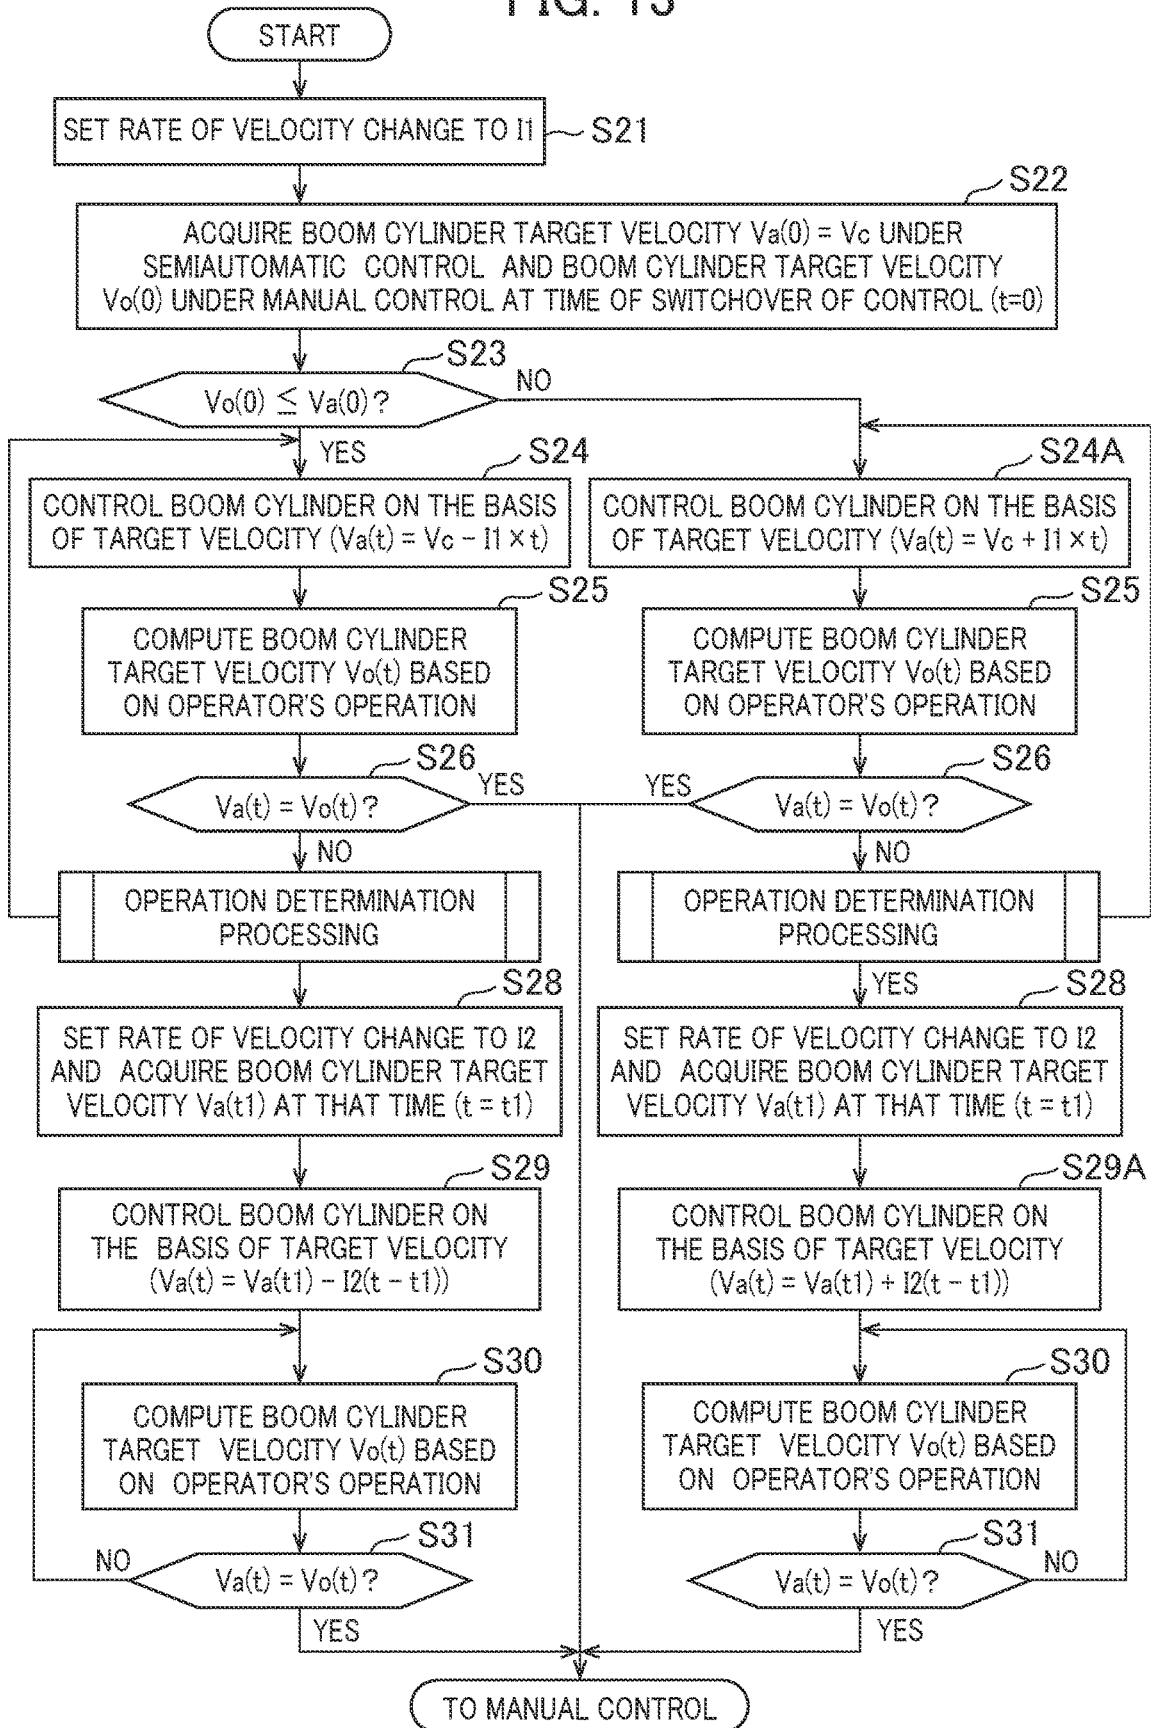 FIG. 13
START
SET RATE OF VELOCITY CHANGE TO I1
S21
S22
ACQUIRE BOOM CYLINDER TARGET VELOCITY Va(0) = Vc UNDER
SEMIAUTOMATIC CONTROL AND BOOM CYLINDER TARGET VELOCITY
Vo(0) UNDER MANUAL CONTROL AT TIME OF SWITCHOVER OF CONTROL (t=0)
S23
Vo(0) ≤ Va(0)?
NO
YES
S24
CONTROL BOOM CYLINDER ON THE BASIS
OF TARGET VELOCITY (Va(t) = Vc − I1 × t)
S25
COMPUTE BOOM CYLINDER
TARGET VELOCITY Vo(t) BASED
ON OPERATOR'S OPERATION
S26
Va(t) = Vo(t)?
YES
NO
OPERATION DETERMINATION
PROCESSING
S28
SET RATE OF VELOCITY CHANGE TO I2
AND ACQUIRE BOOM CYLINDER TARGET
VELOCITY Va(t1) AT THAT TIME (t = t1)
S29
CONTROL BOOM CYLINDER ON
THE BASIS OF TARGET VELOCITY
(Va(t) = Va(t1) − I2(t − t1))
S30
COMPUTE BOOM CYLINDER
TARGET VELOCITY Vo(t) BASED
ON OPERATOR'S OPERATION
S31
Va(t) = Vo(t)?
NO
YES
S24A
CONTROL BOOM CYLINDER ON THE BASIS
OF TARGET VELOCITY (Va(t) = Vc + I1 × t)
S25
COMPUTE BOOM CYLINDER
TARGET VELOCITY Vo(t) BASED
ON OPERATOR'S OPERATION
S26
YES
Va(t) = Vo(t)?
NO
OPERATION DETERMINATION
PROCESSING
YES
S28
SET RATE OF VELOCITY CHANGE TO I2
AND ACQUIRE BOOM CYLINDER TARGET
VELOCITY Va(t1) AT THAT TIME (t = t1)
S29A
CONTROL BOOM CYLINDER ON
THE BASIS OF TARGET VELOCITY
(Va(t) = Va(t1) + I2(t − t1))
S30
COMPUTE BOOM CYLINDER
TARGET VELOCITY Vo(t) BASED
ON OPERATOR'S OPERATION
S31
Va(t) = Vo(t)?
NO
YES
TO MANUAL CONTROL